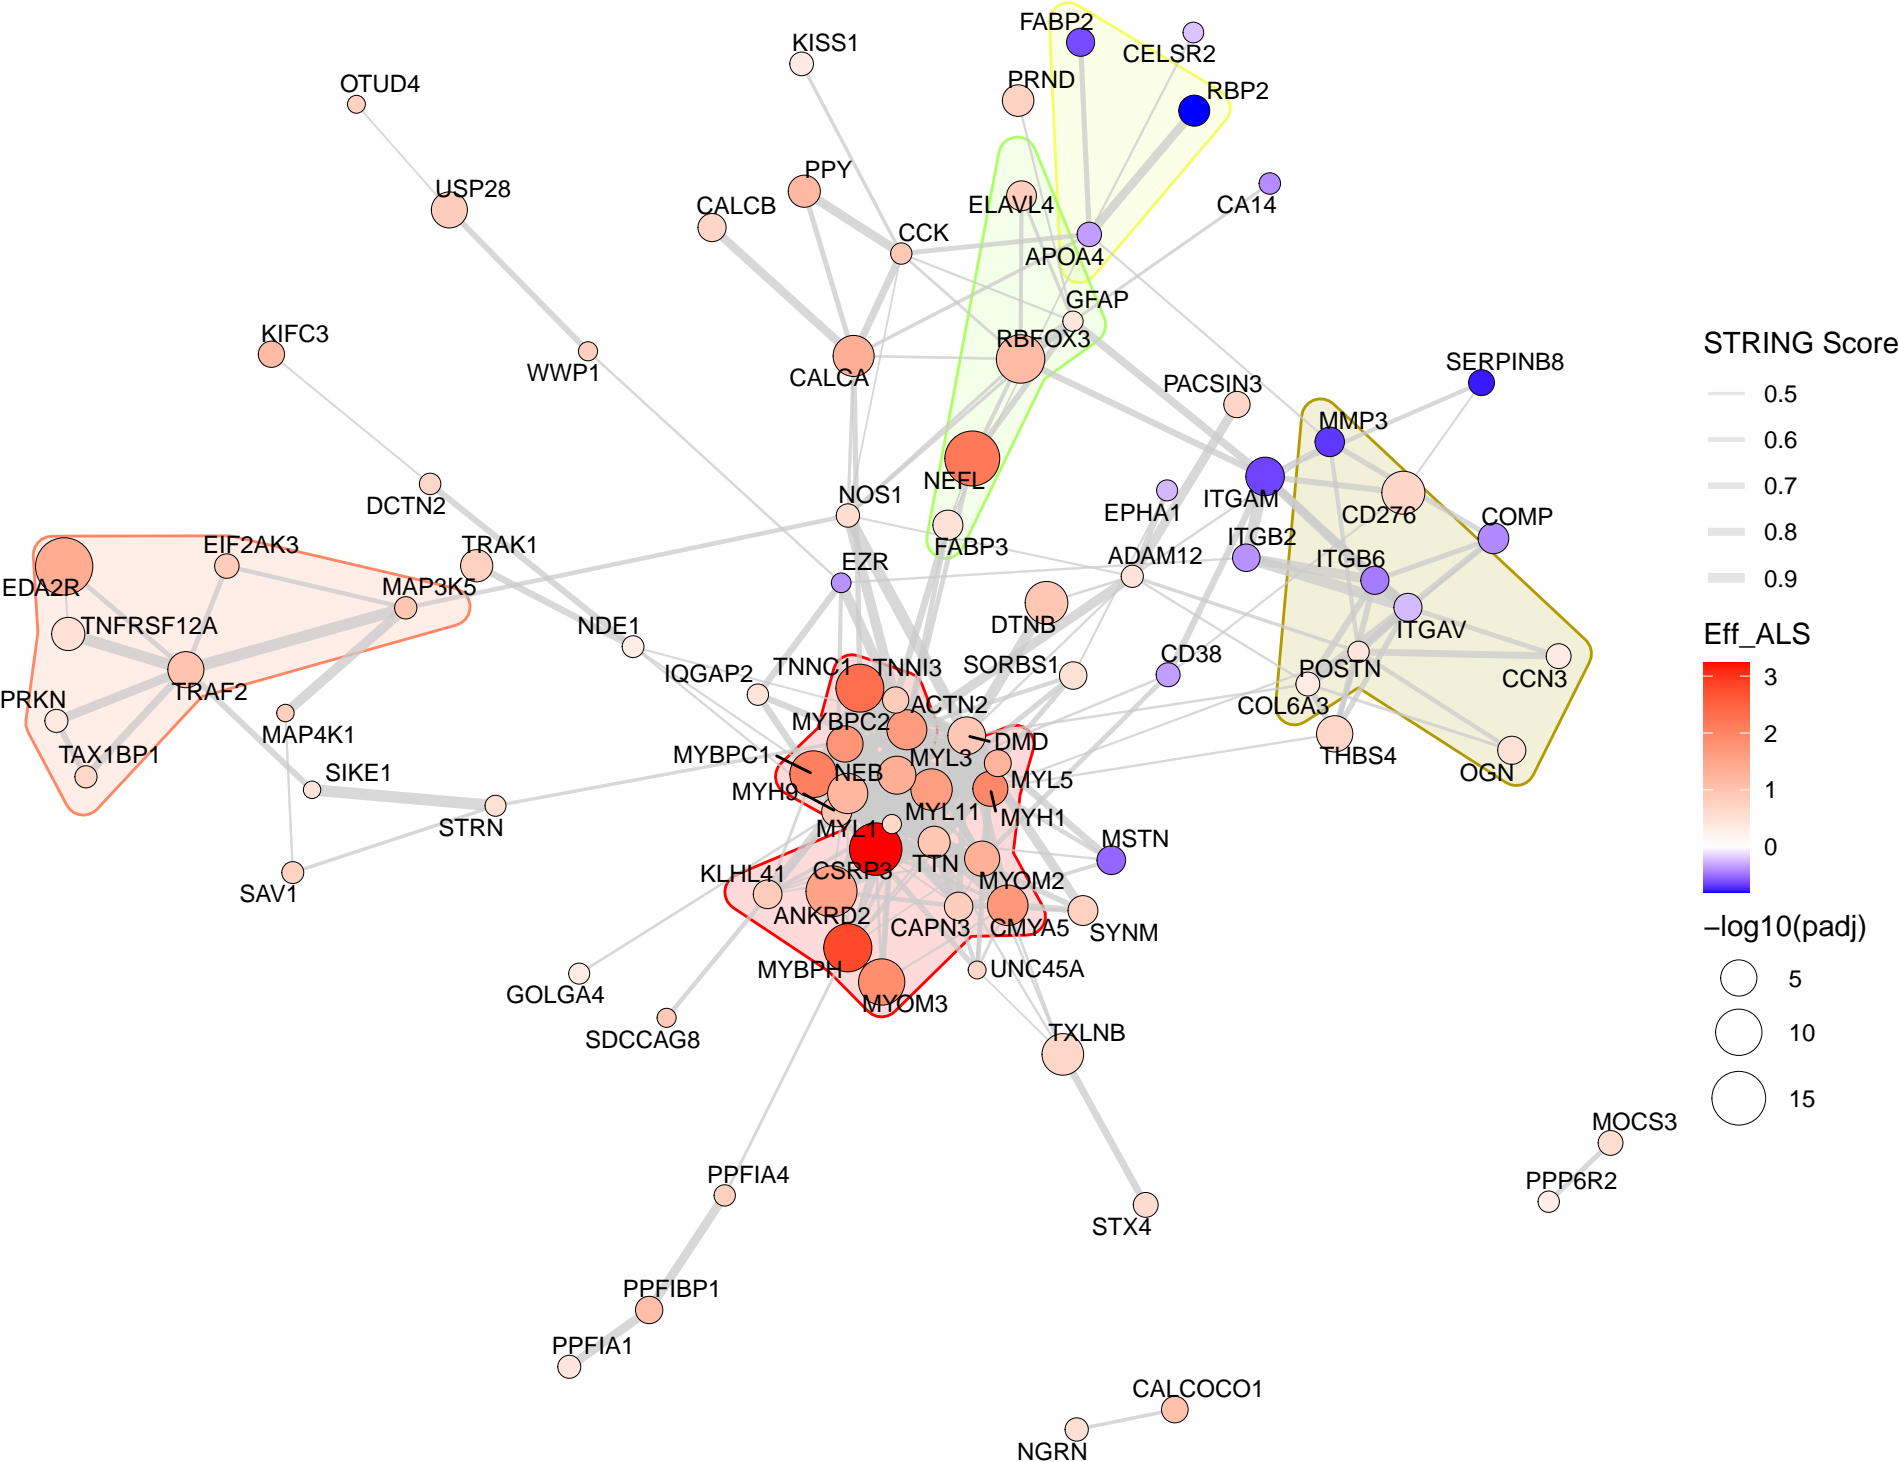 FABP2
KISS1
CELSR2
PRND
OTUD4
RBP2
PPY
USP28
CALCB
ELAVL4
CA14
CCK
APOA4
GFAP
KIFC3
RBFOX3
WWP1
CALCA
PACSIN3
SERPINB8
MMP3
NEFL
DCTN2
NOS1
ITGAM
EPHA1
CD276
COMP
TRAK1
EIF2AK3
FABP3
ITGB2
ADAM12
ITGB6
EZR
EDA2R
MAP3K5
TNFRSF12A
NDE1
DTNB
ITGAV
TNNC1
TNNI3
SORBS1
CD38
IQGAP2
POSTN
CCN3
TRAF2
PRKN
ACTN2
COL6A3
MYBPC2
MAP4K1
DMD
TAX1BP1
MYBPC1
MYL3
THBS4
SIKE1
NEB
OGN
MYL5
MYH9
MYL11
MYH1
STRN
MYL1
MSTN
TTN
KLHL41
CSRP3
MYOM2
SAV1
ANKRD2
CAPN3
CMYA5
SYNM
MYBPH
UNC45A
GOLGA4
MYOM3
SDCCAG8
TXLNB
MOCS3
PPFIA4
PPP6R2
STX4
PPFIBP1
PPFIA1
CALCOCO1
NGRN
STRING Score
0.5
0.6
0.7
0.8
0.9
Eff_ALS
3
2
1
0
−log10(padj)
5
10
15